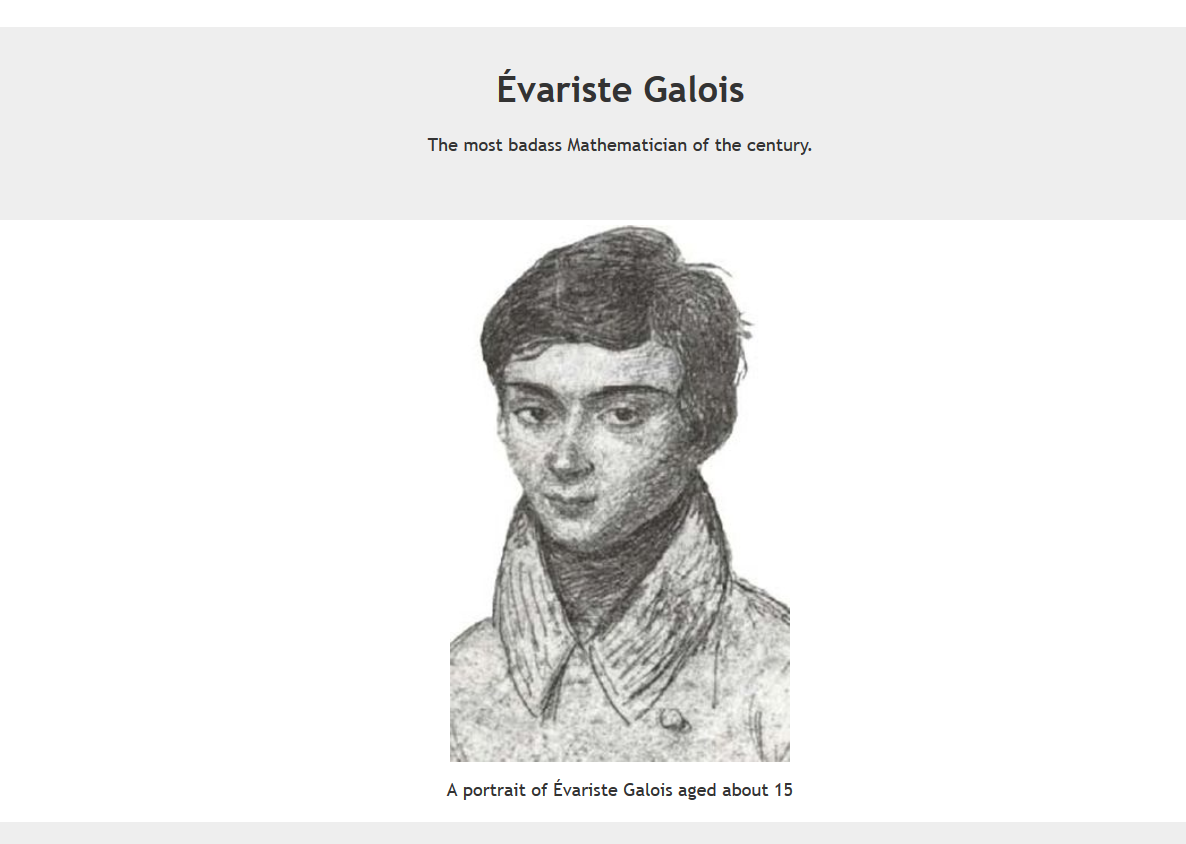 Évariste Galois
The most badass Mathematician of the century.
A portrait of Évariste Galois aged about 15